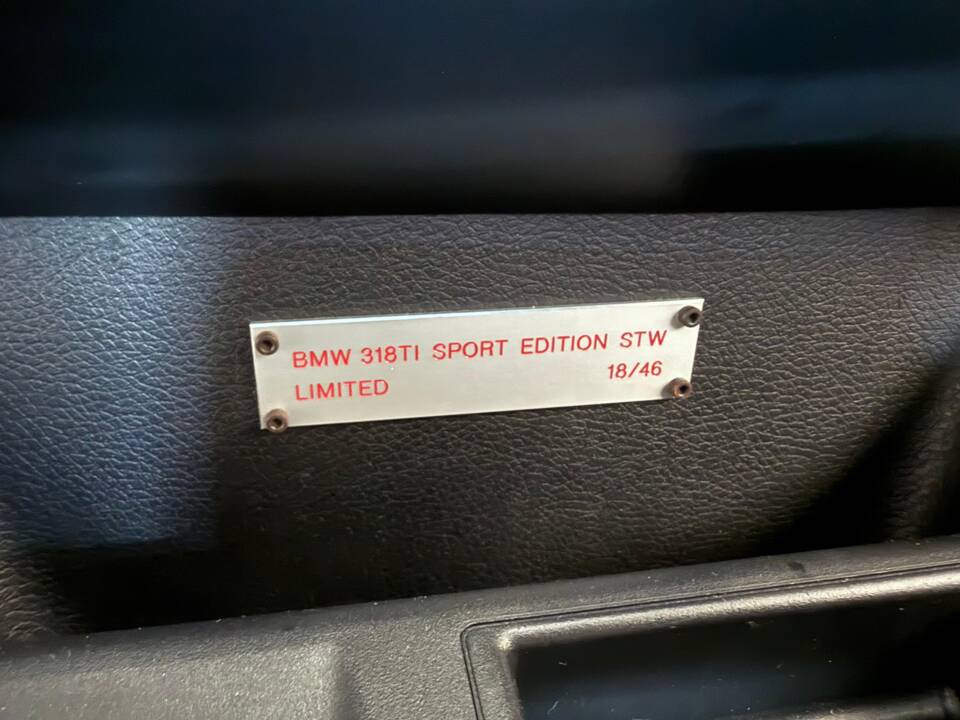 BMW 318TI SPORT EDITION STW
LIMITED 18/46